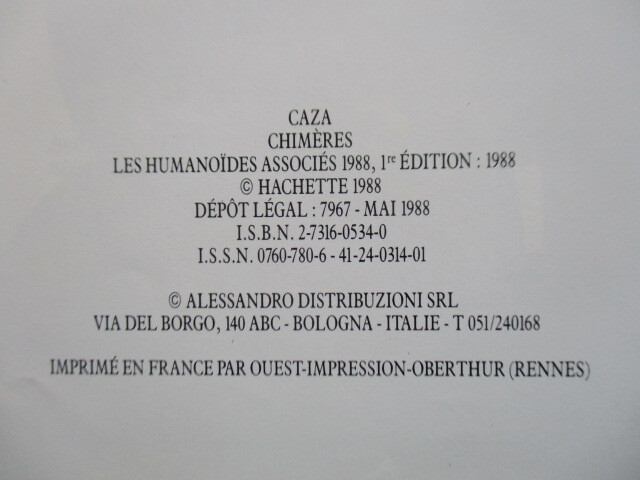 CAZA
CHIMÈRES
LES HUMANOÏDES ASSOCIÉS 1988, 1re ÉDITION : 1988
© HACHETTE 1988
DÉPÔT LÉGAL : 7967 - MAI 1988
I.S.B.N. 2-7316-0534-0
I.S.S.N. 0760-780-6 - 41-24-0314-01
© ALESSANDRO DISTRIBUZIONI SRL
VIA DEL BORGO, 140 ABC - BOLOGNA - ITALIE - T 051/240168
IMPRIMÉ EN FRANCE PAR OUEST-IMPRESSION-OBERTHUR (RENNES)